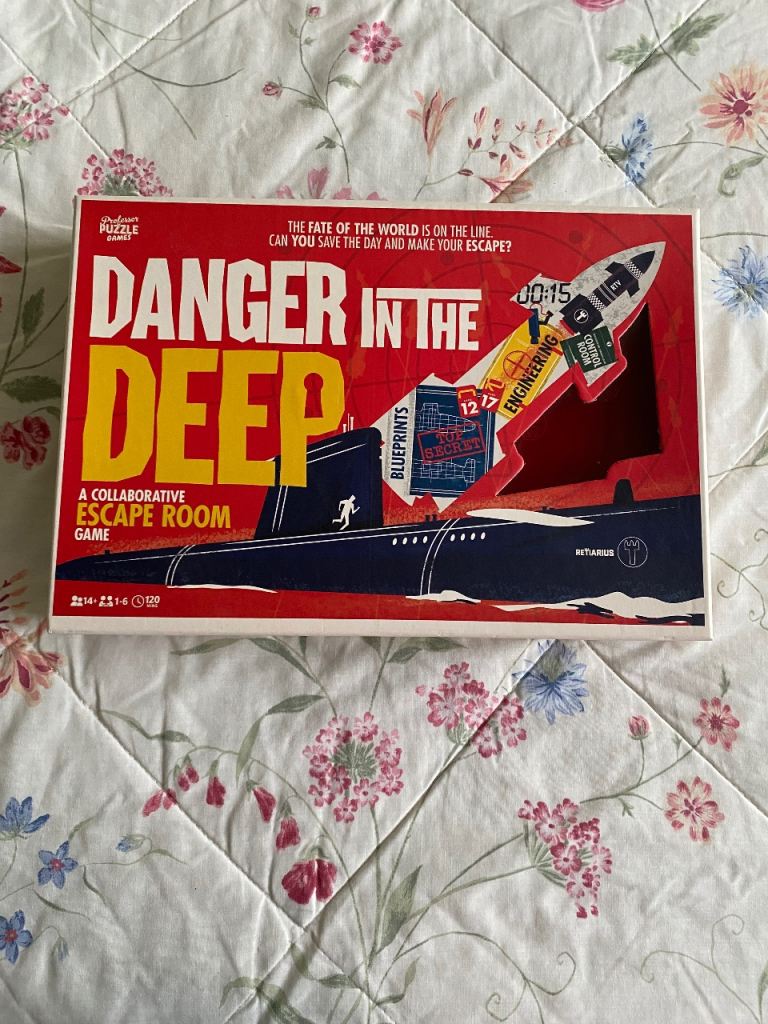 Professor
PUZZLE
GAMES
THE FATE OF THE WORLD IS ON THE LINE.
CAN YOU SAVE THE DAY AND MAKE YOUR ESCAPE?
DANGER IN THE
DEEP
A COLLABORATIVE
ESCAPE ROOM
GAME
00:15
RTV
CONTROL
ROOM
ENGINEERING
12
17
BLUEPRINTS
TOP
SECRET
RETIARIUS
14+ 1-6 120
MINS